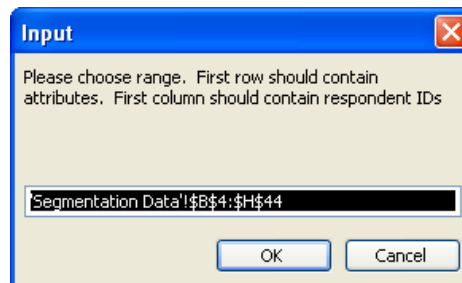 Input
Please choose range. First row should contain
attributes. First column should contain respondent IDs
'Segmentation Data'!$B$4:$H$44
OK Cancel